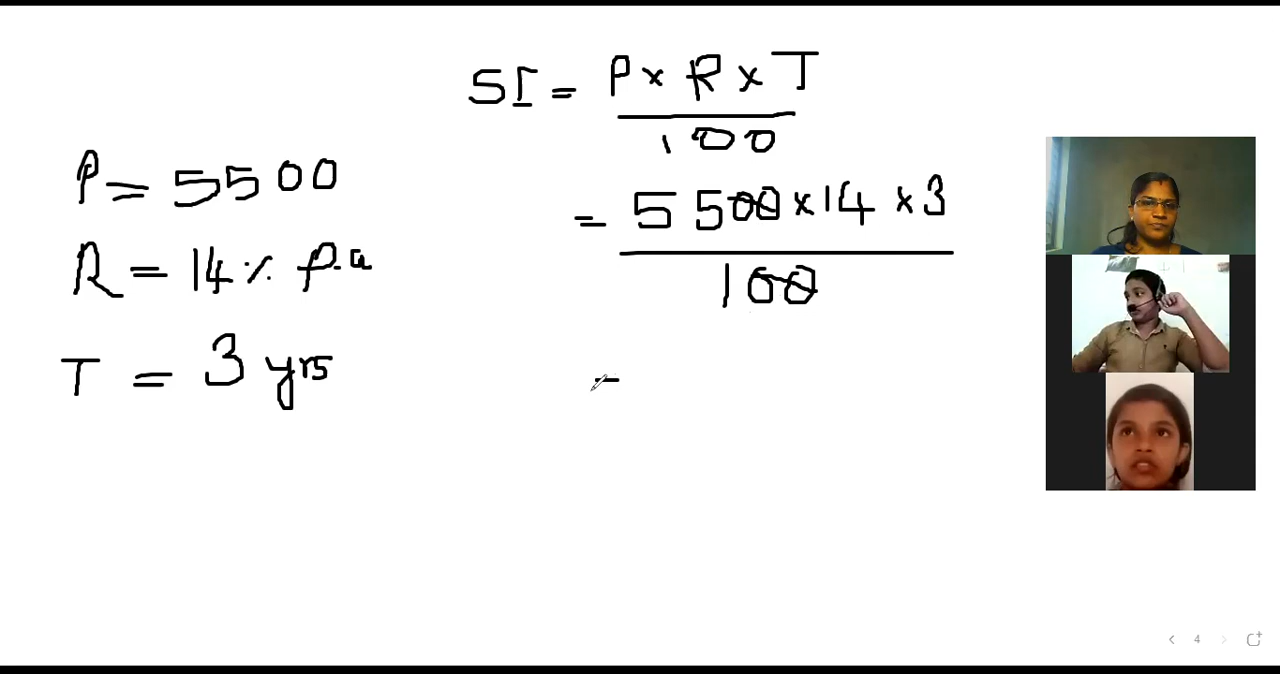 SI = P x R x T
100
P = 5500
= 5500 x 14 x 3
100
R = 14% P.a
T = 3 yrs
=
< 4 >